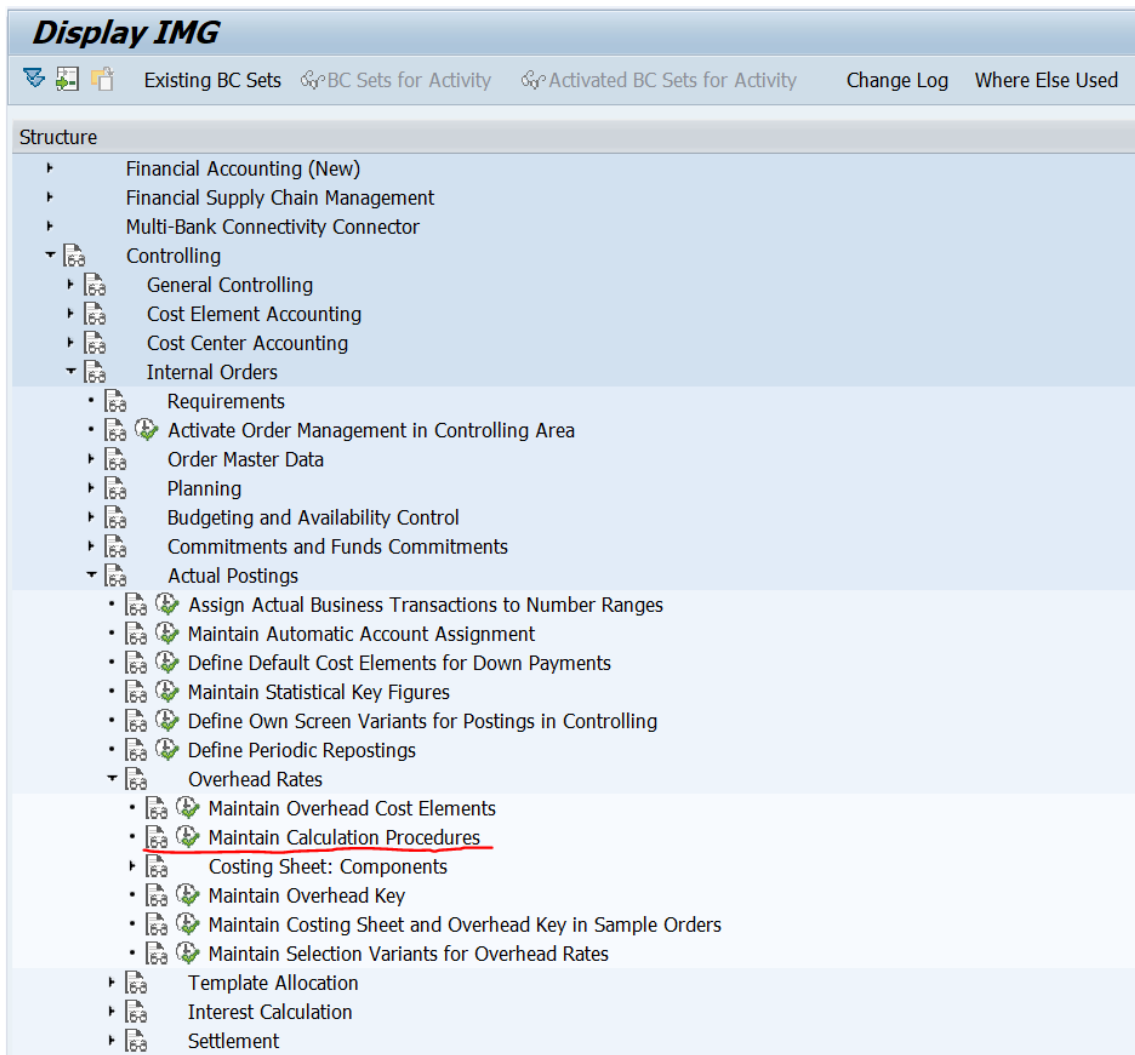 Display IMG
Existing BC Sets BC Sets for Activity Activated BC Sets for Activity Change Log Where Else Used
Structure
Financial Accounting (New)
Financial Supply Chain Management
Multi-Bank Connectivity Connector
Controlling
General Controlling
Cost Element Accounting
Cost Center Accounting
Internal Orders
Requirements
Activate Order Management in Controlling Area
Order Master Data
Planning
Budgeting and Availability Control
Commitments and Funds Commitments
Actual Postings
Assign Actual Business Transactions to Number Ranges
Maintain Automatic Account Assignment
Define Default Cost Elements for Down Payments
Maintain Statistical Key Figures
Define Own Screen Variants for Postings in Controlling
Define Periodic Repostings
Overhead Rates
Maintain Overhead Cost Elements
Maintain Calculation Procedures
Costing Sheet: Components
Maintain Overhead Key
Maintain Costing Sheet and Overhead Key in Sample Orders
Maintain Selection Variants for Overhead Rates
Template Allocation
Interest Calculation
Settlement